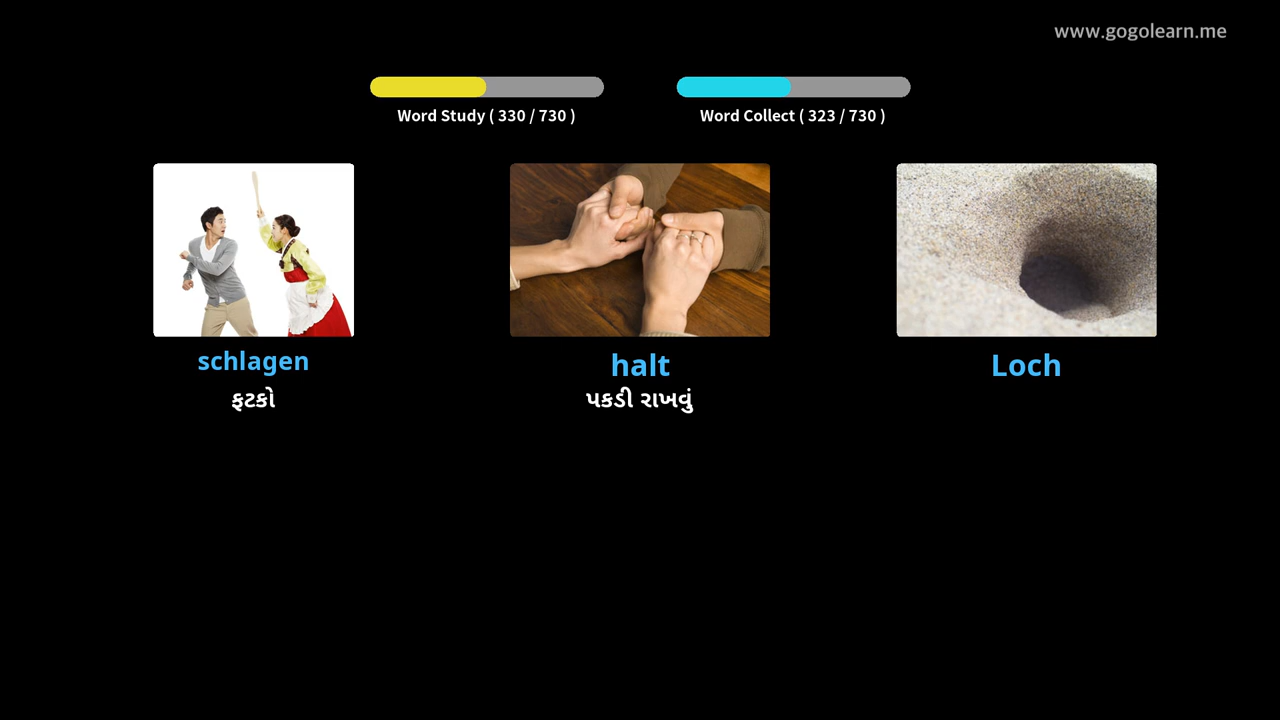 www.gogolearn.me
Word Study ( 330 / 730 )
Word Collect ( 323 / 730 )
schlagen
halt
Loch
ફટકો
પકડી રાખવું